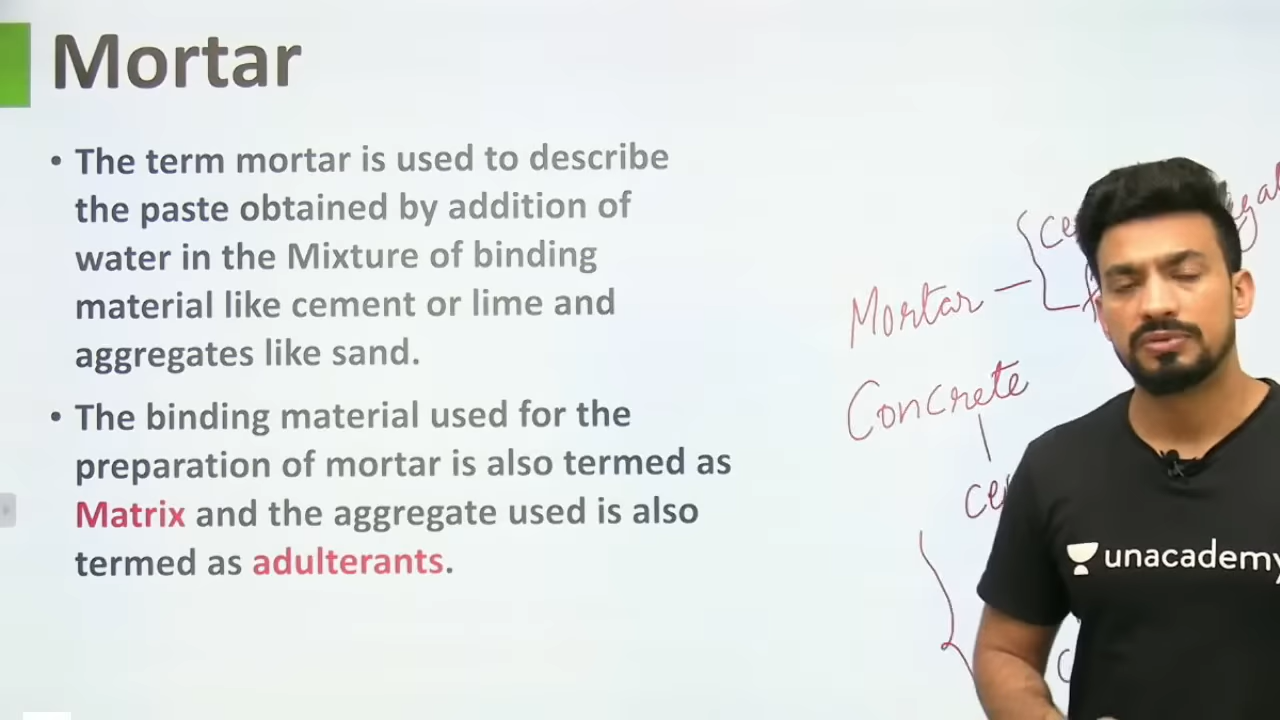 Mortar
• The term mortar is used to describe
the paste obtained by addition of
water in the Mixture of binding
material like cement or lime and
aggregates like sand.
• The binding material used for the
preparation of mortar is also termed as
Matrix and the aggregate used is also
termed as adulterants.
Mortar
Concrete
unacademy